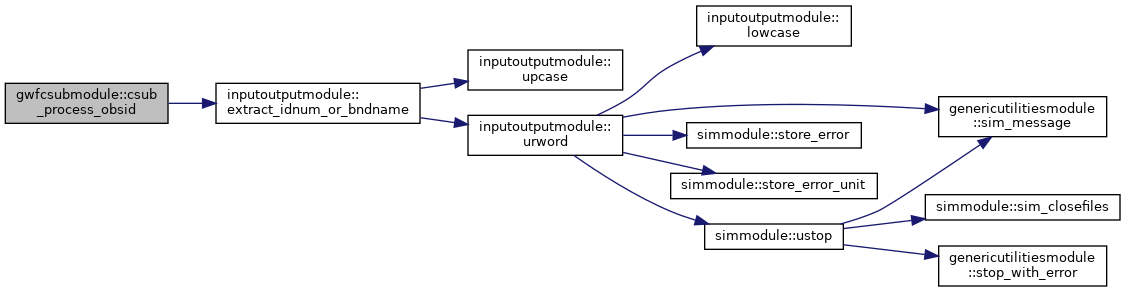 gwfcsubmodule::csub
_process_obsid
inputoutputmodule::
extract_idnum_or_bndname
inputoutputmodule::
upcase
inputoutputmodule::
urword
inputoutputmodule::
lowcase
simmodule::store_error
simmodule::store_error_unit
simmodule::ustop
genericutilitiesmodule
::sim_message
simmodule::sim_closefiles
genericutilitiesmodule
::stop_with_error